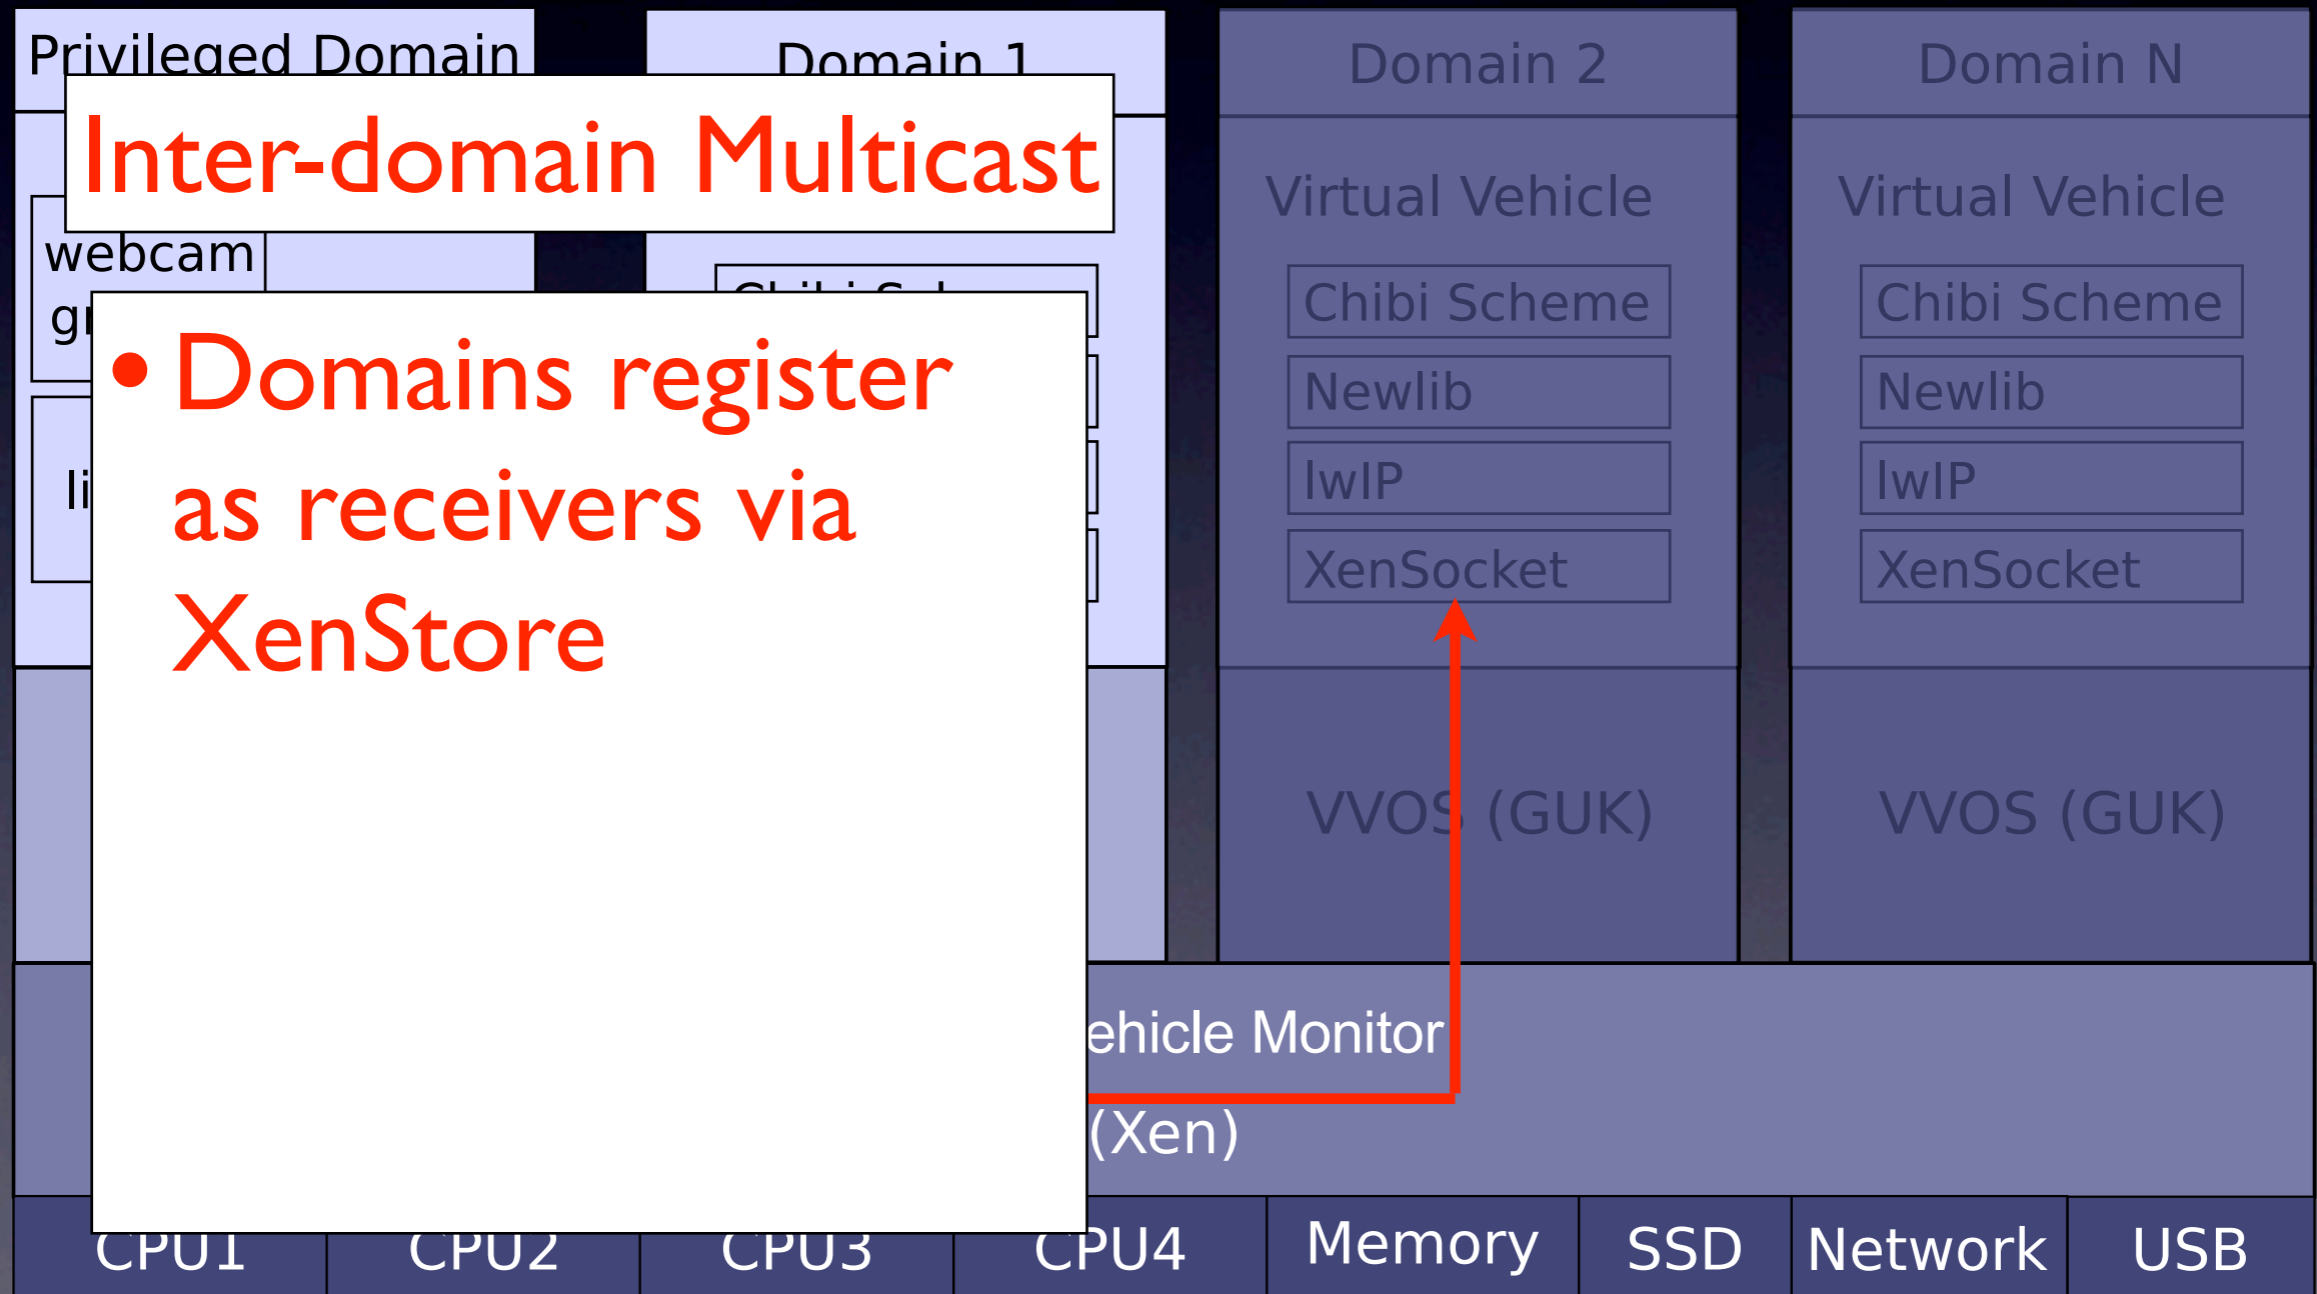 Privileged Domain
Domain 1
Domain 2
Domain N
Inter-domain Multicast
webcam
• Domains register
as receivers via
XenStore
Virtual Vehicle
Chibi Scheme
Newlib
lwIP
XenSocket
VVOS (GUK)
Virtual Vehicle
Chibi Scheme
Newlib
lwIP
XenSocket
VVOS (GUK)
Monitor
(Xen)
CPU1
CPU2
CPU3
CPU4
Memory
SSD
Network
USB